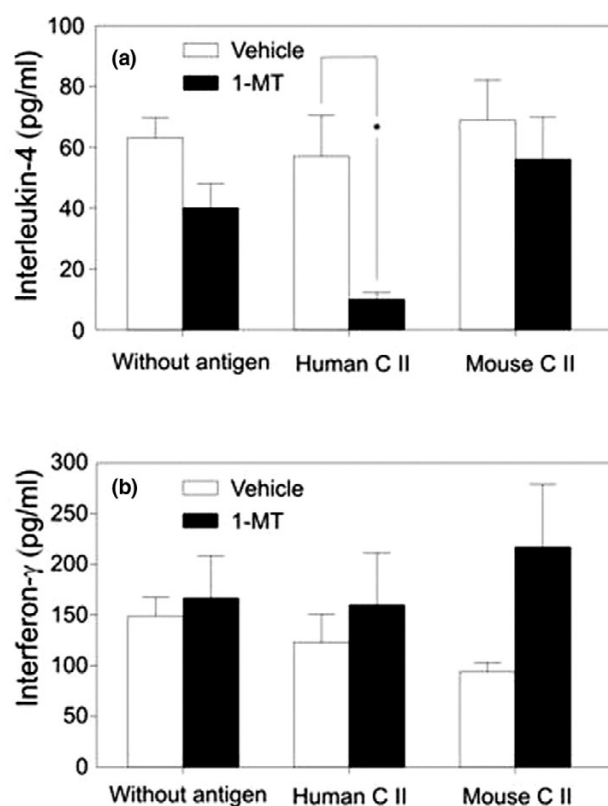 (a)
Vehicle
1-MT
Interleukin-4 (pg/ml)
100
80
60
40
20
0
*
Without antigen Human C II Mouse C II
(b)
Vehicle
1-MT
Interferon-γ (pg/ml)
300
250
200
150
100
50
0
Without antigen Human C II Mouse C II